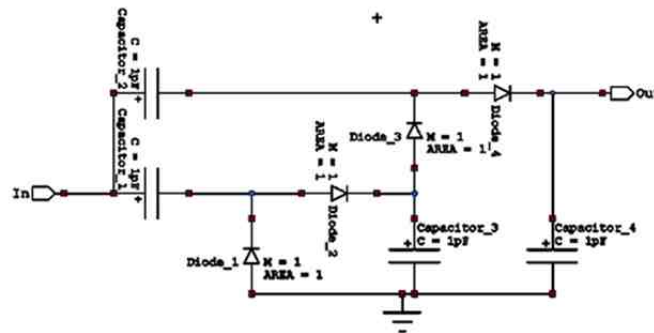 Capacitor_2
C = 1pF
+
M = 1
AREA = 1
Diode_4
Out
Capacitor_1
C = 1pF
+
Diode_3
M = 1
AREA = 1
M = 1
AREA = 1
Diode_2
In
Diode_1
M = 1
AREA = 1
Capacitor_3
C = 1pF
+
Capacitor_4
C = 1pF
+